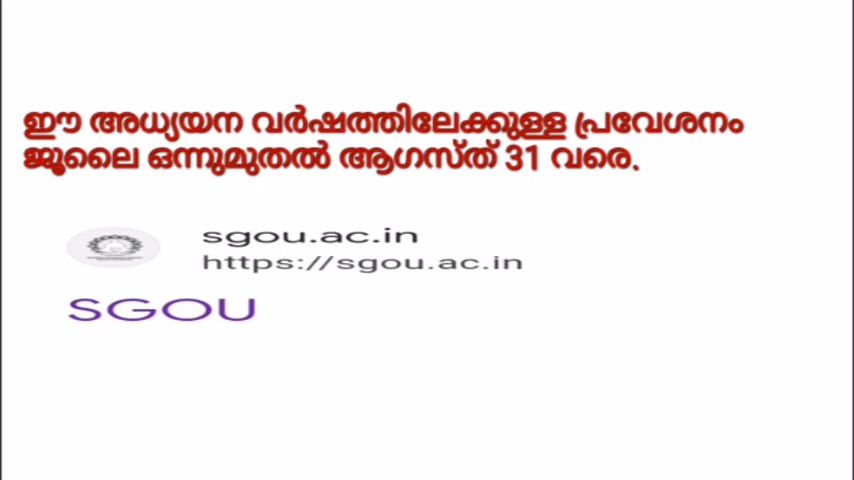 ഈ അധ്യയന വർഷത്തിലേക്കുള്ള പ്രവേശനം
ജൂലൈ ഒന്നുമുതൽ ആഗസ്ത് 31 വരെ.
sgou.ac.in
https://sgou.ac.in
SGOU